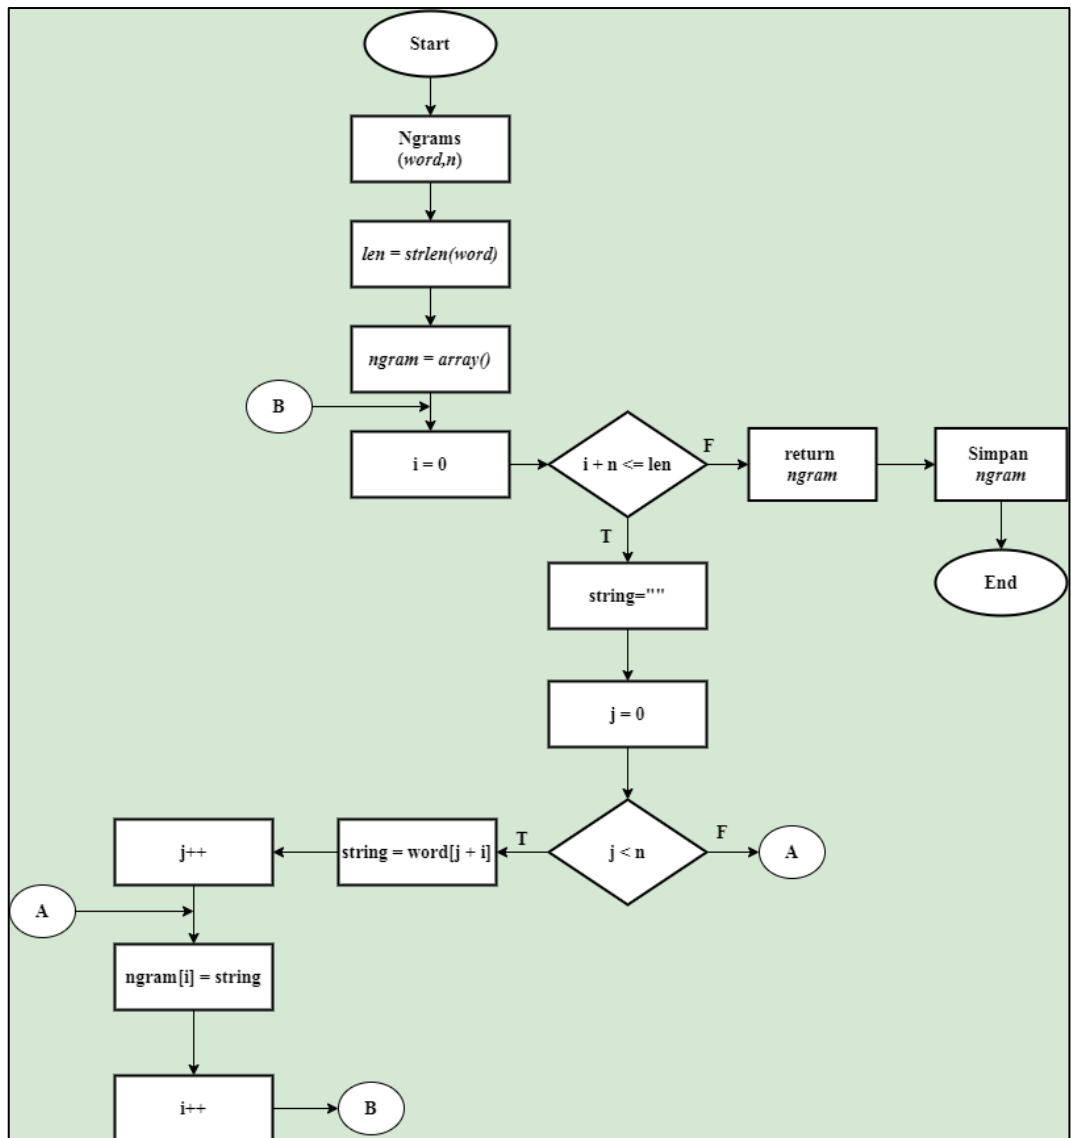 Start
Ngrams
(word,n)
len = strlen(word)
ngram = array()
B
i = 0
i + n <= len
F
return
ngram
Simpan
ngram
End
T
string=""
j = 0
j < n
F
A
T
string = word[j + i]
j++
A
ngram[i] = string
i++
B